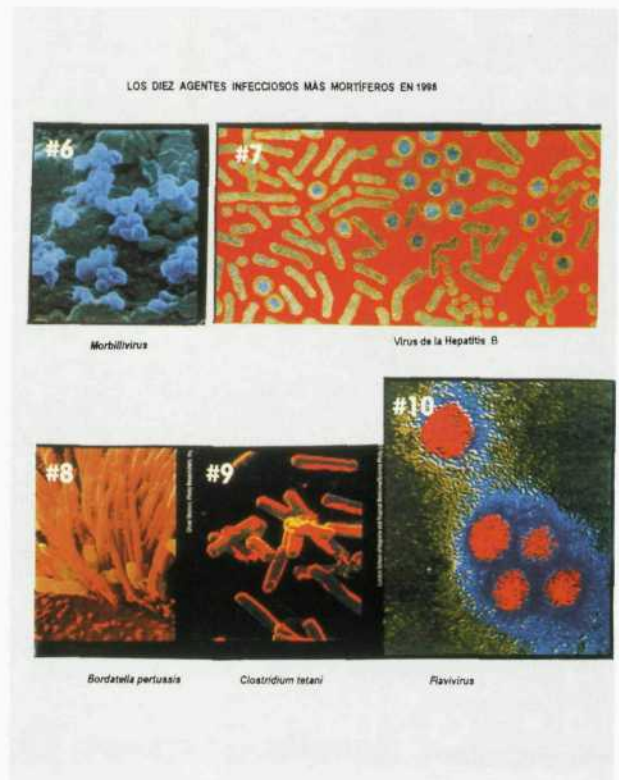 LOS DIEZ AGENTES INFECCIOSOS MÁS MORTÍFEROS EN 1998
#6
#7
Morbillivirus
Virus de la Hepatitis B
#8
#9
#10
Bordatella pertussis
Clostridium tetani
Flavivirus